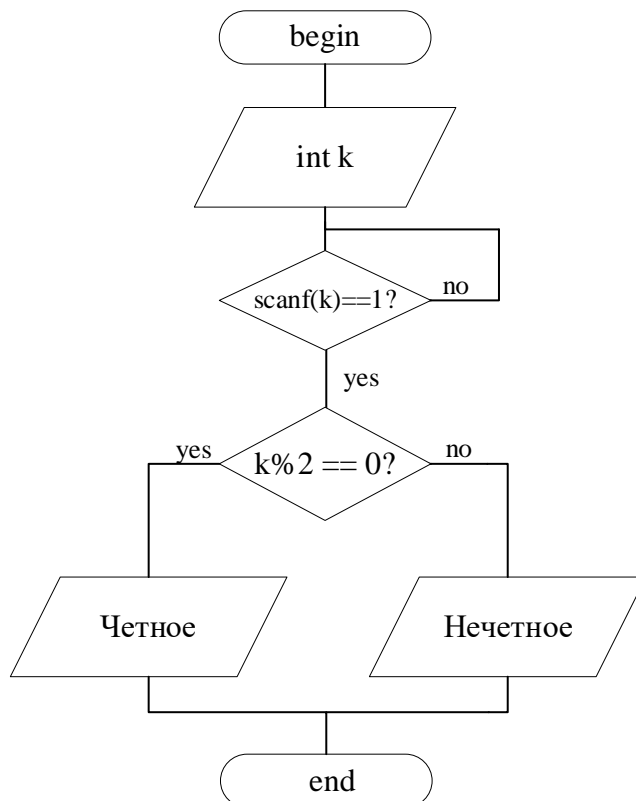 begin
int k
scanf(k)==1?
no
yes
yes
k%2 == 0?
no
Четное
Нечетное
end